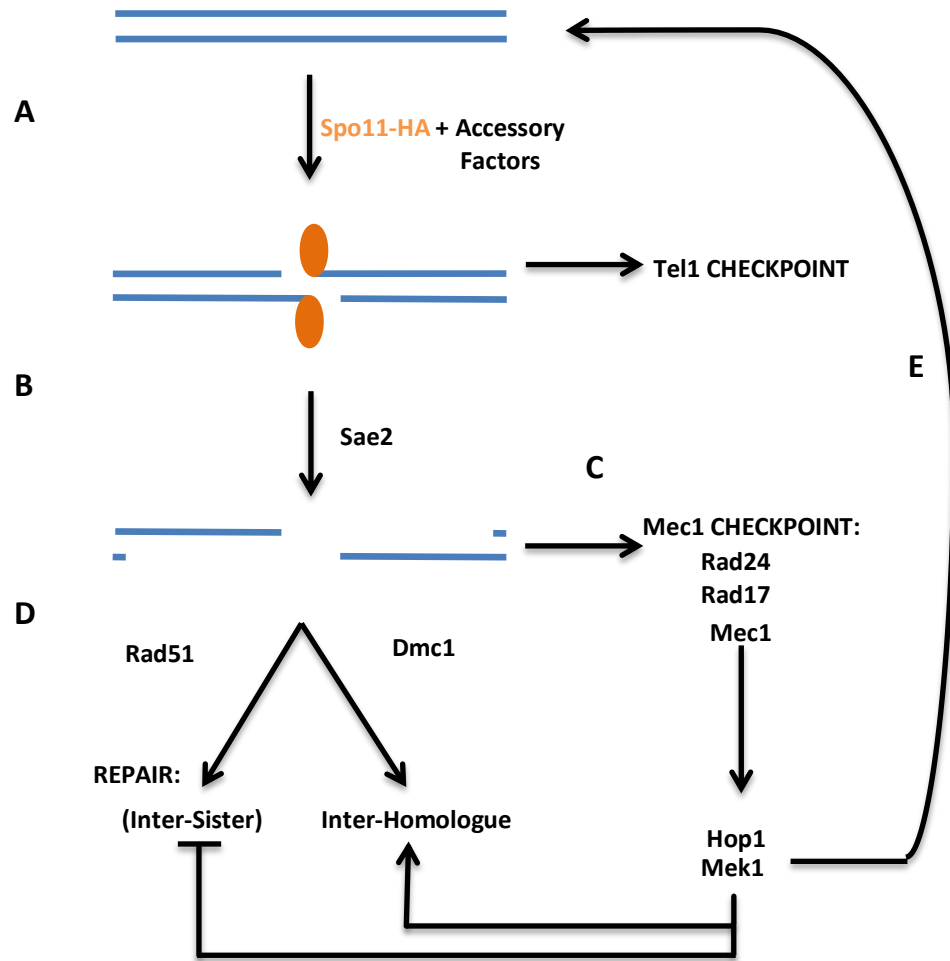 A
Spo11-HA + Accessory
Factors
Tel1 CHECKPOINT
B
E
Sae2
C
Mec1 CHECKPOINT:
Rad24
Rad17
Mec1
D
Rad51
Dmc1
REPAIR:
(Inter-Sister)
Inter-Homologue
Hop1
Mek1